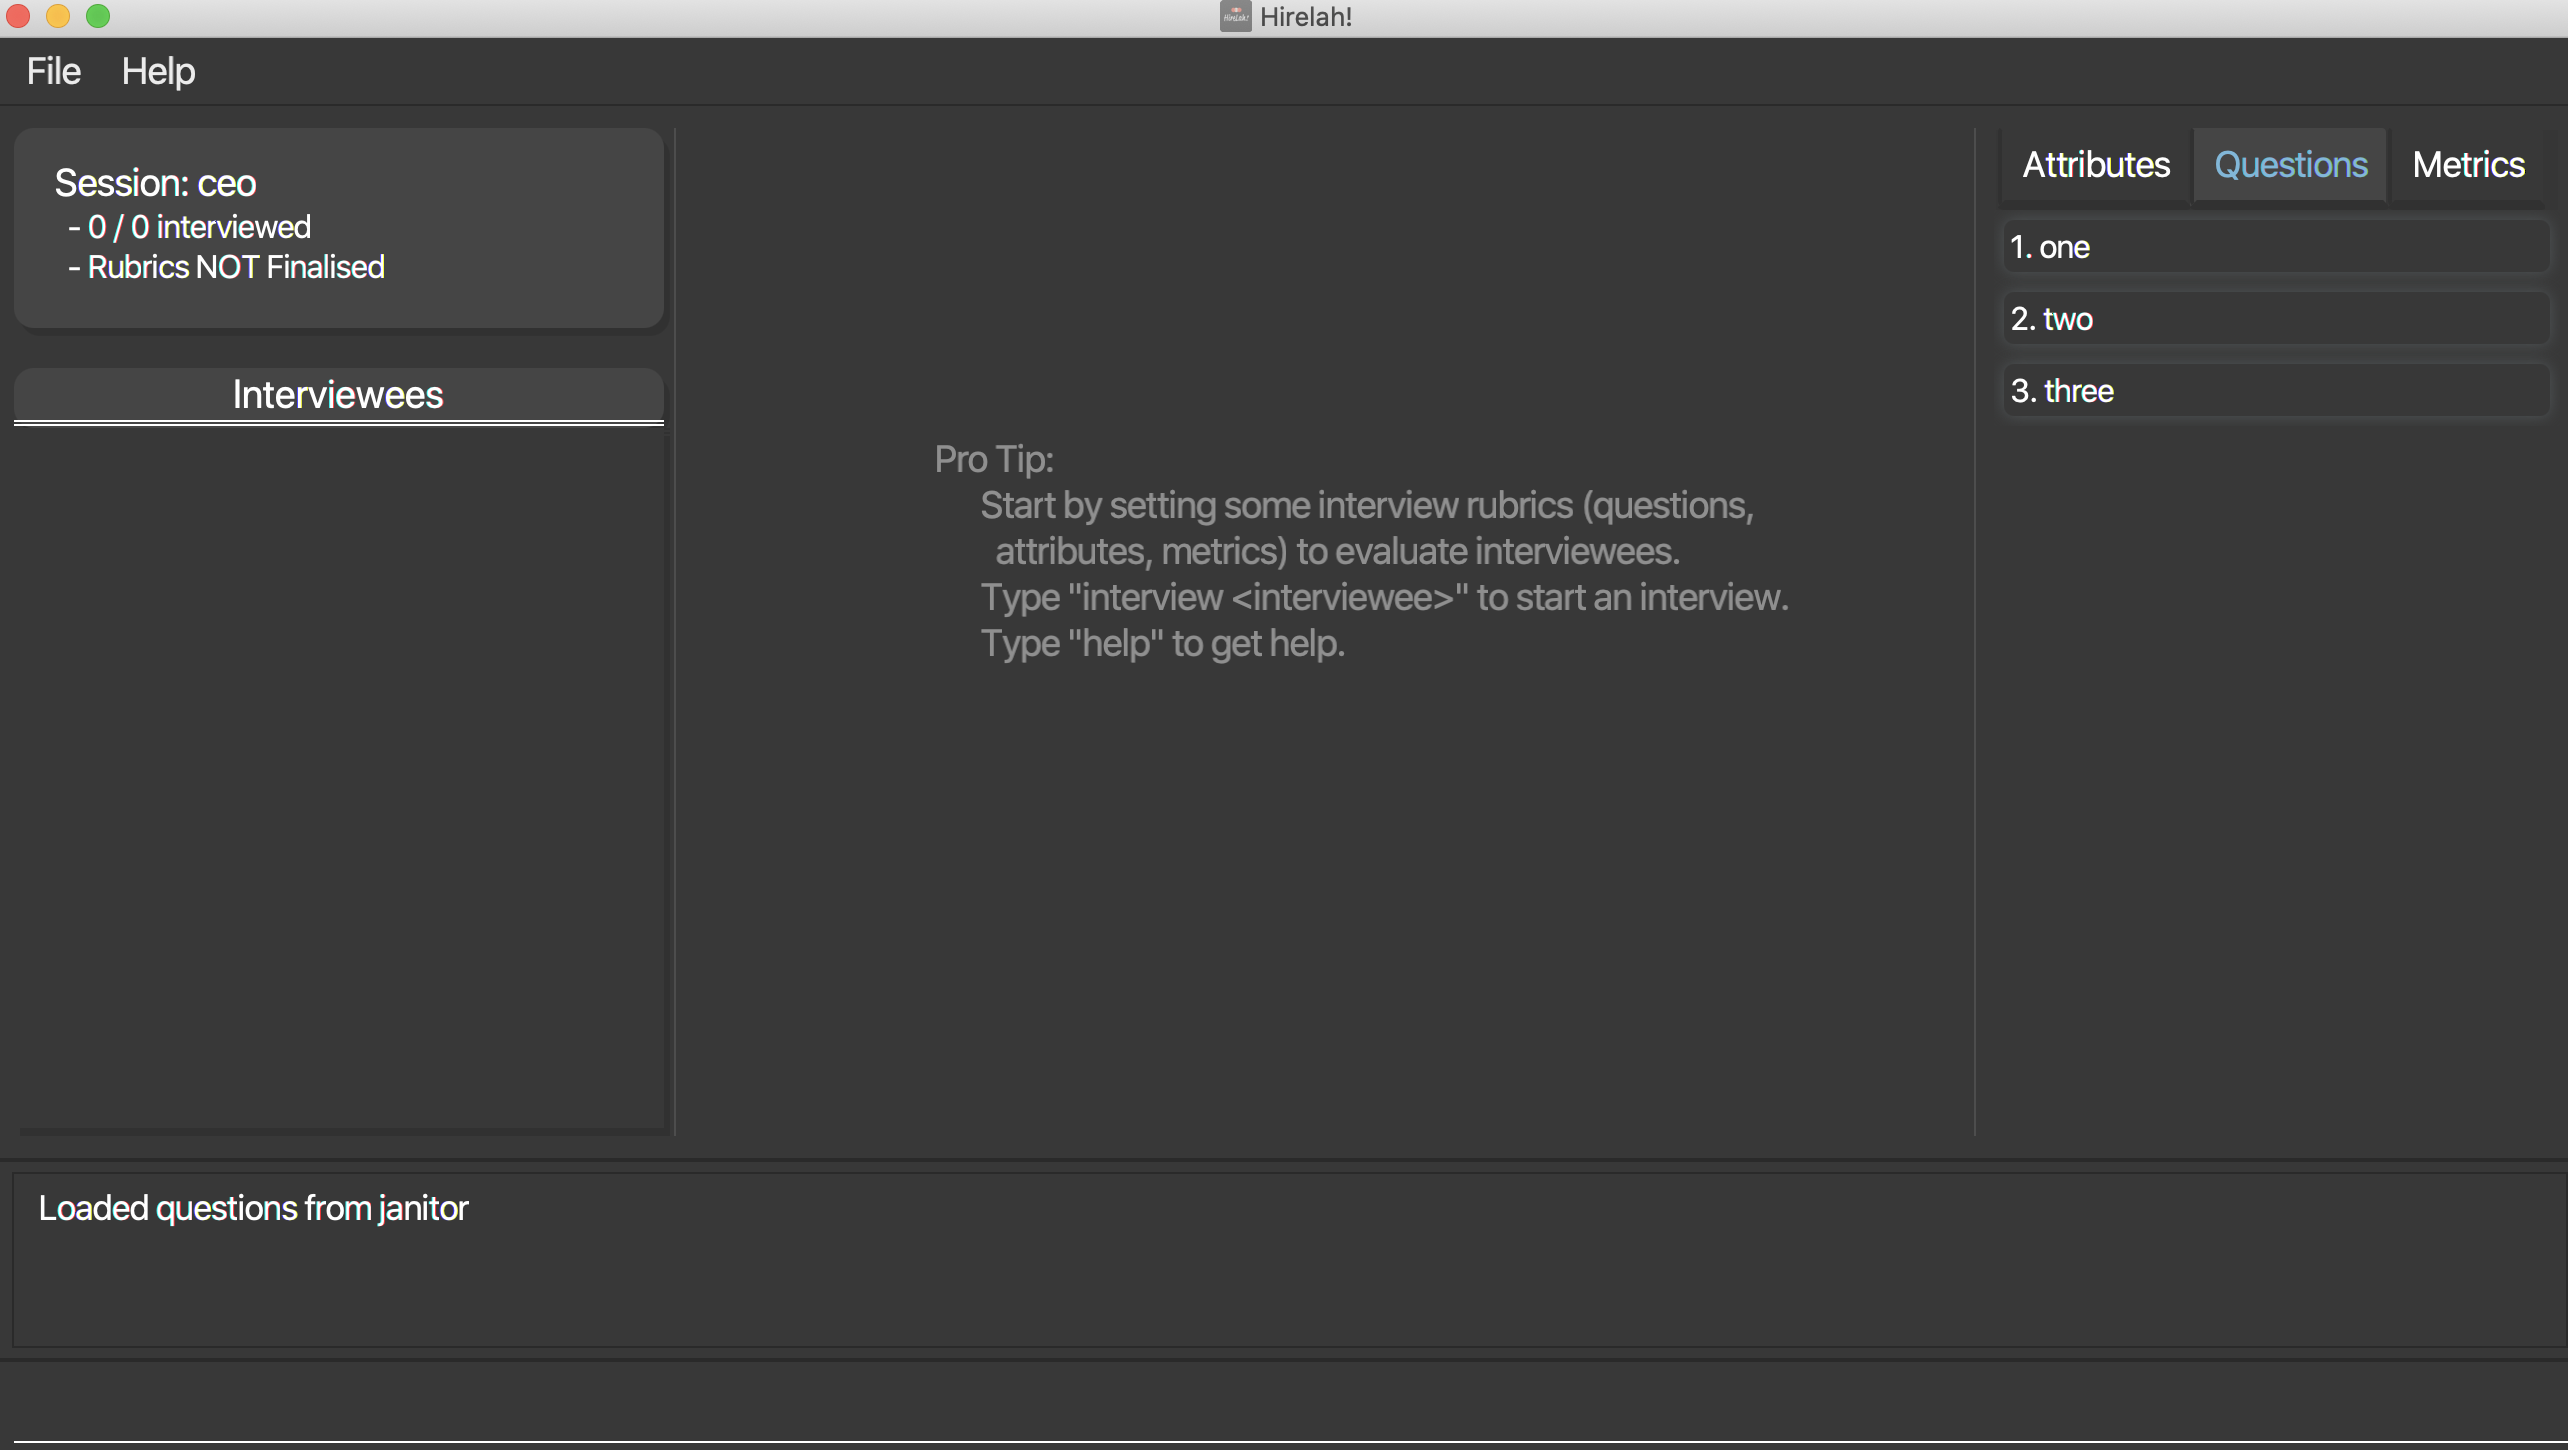 Hirelah!
File Help
Session: ceo
- 0 / 0 interviewed
- Rubrics NOT Finalised
Interviewees
Pro Tip:
Start by setting some interview rubrics (questions,
attributes, metrics) to evaluate interviewees.
Type "interview <interviewee>" to start an interview.
Type "help" to get help.
Attributes Questions Metrics
1. one
2. two
3. three
Loaded questions from janitor